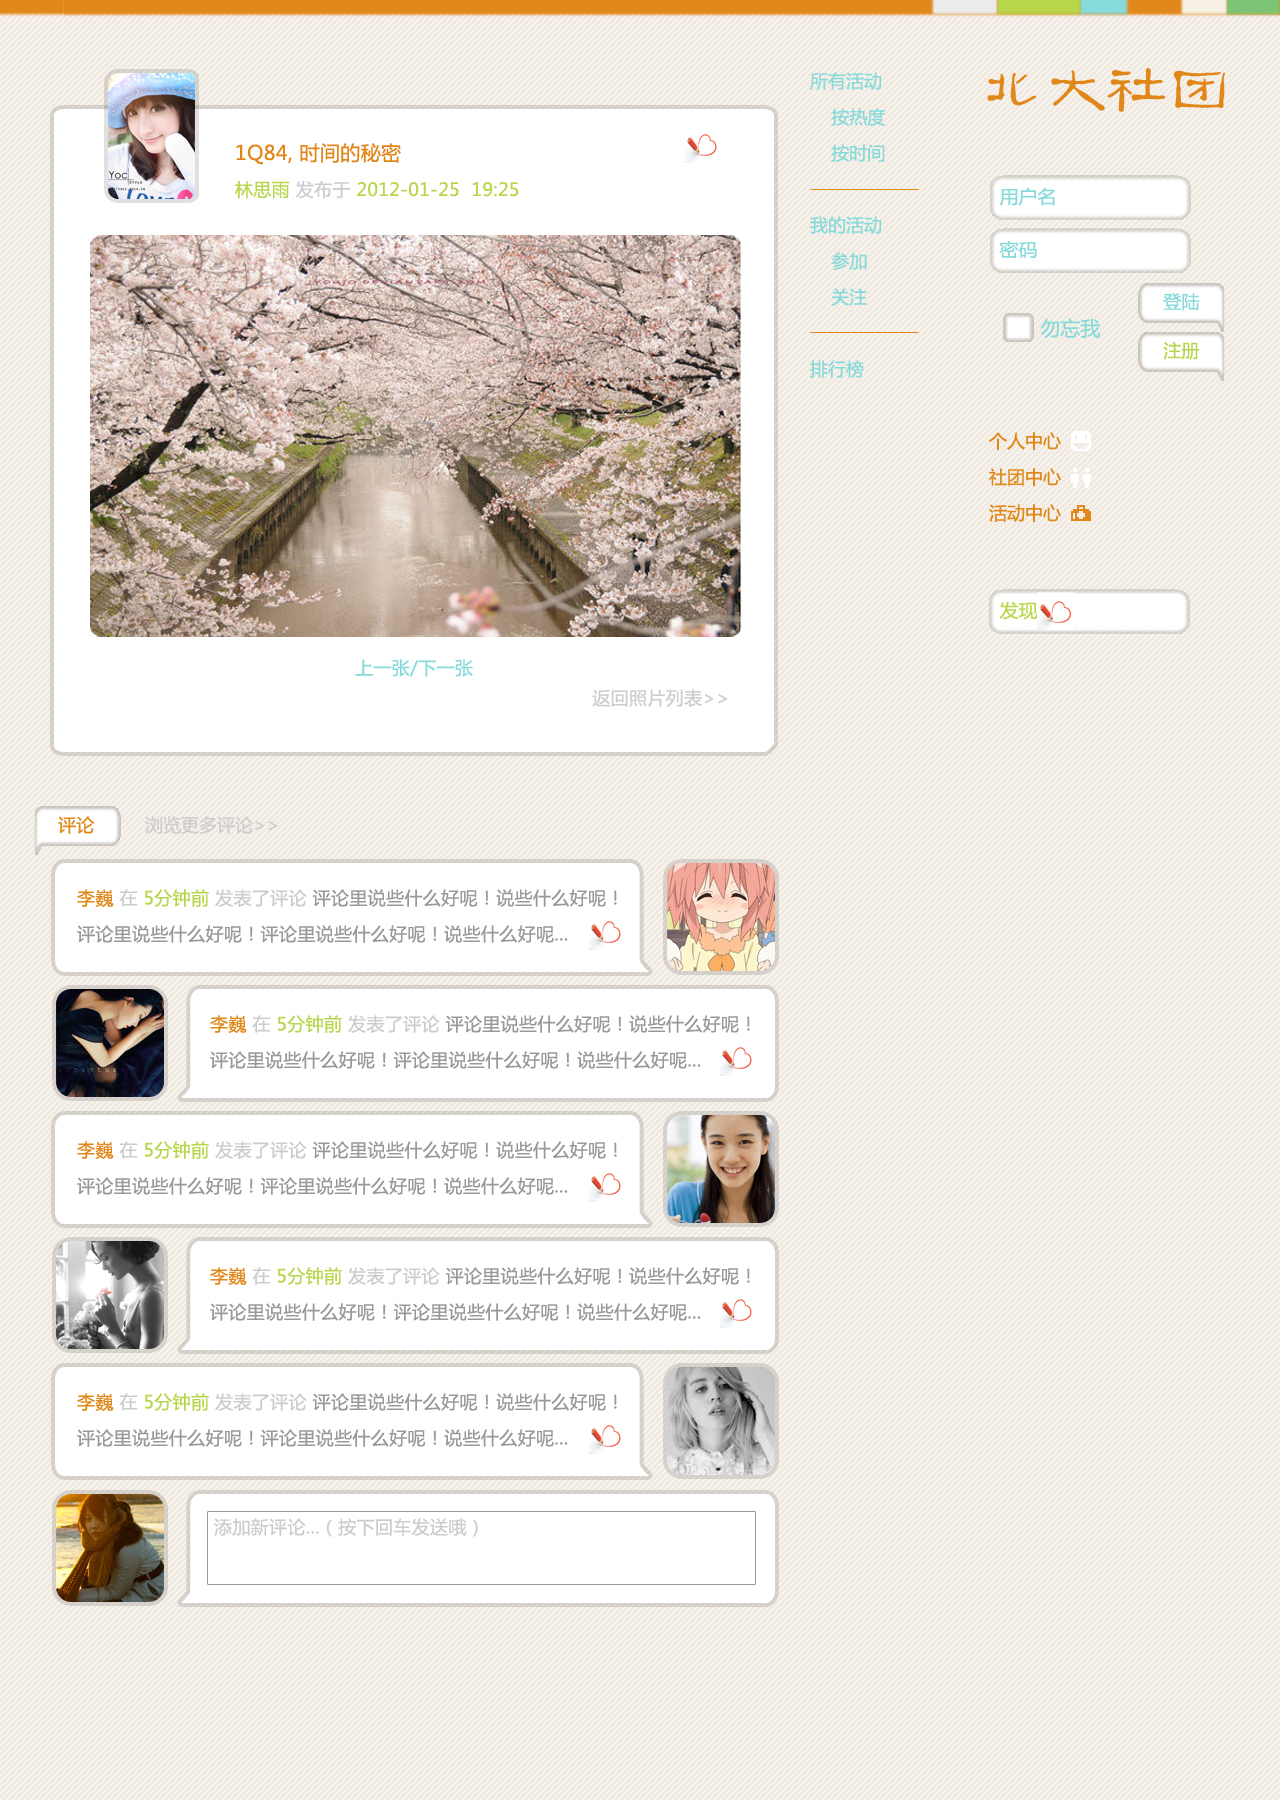 1Q84, 时间的秘密
林思雨 发布于 2012-01-25 19:25
上一张/下一张
返回照片列表>>
所有活动
按热度
按时间
我的活动
参加
关注
排行榜
北大社团
用户名
密码
登陆
勿忘我
注册
个人中心
社团中心
活动中心
发现
评论
浏览更多评论>>
李巍 在 5分钟前 发表了评论 评论里说些什么好呢！说些什么好呢！
评论里说些什么好呢！评论里说些什么好呢！说些什么好呢...
李巍 在 5分钟前 发表了评论 评论里说些什么好呢！说些什么好呢！
评论里说些什么好呢！评论里说些什么好呢！说些什么好呢...
李巍 在 5分钟前 发表了评论 评论里说些什么好呢！说些什么好呢！
评论里说些什么好呢！评论里说些什么好呢！说些什么好呢...
李巍 在 5分钟前 发表了评论 评论里说些什么好呢！说些什么好呢！
评论里说些什么好呢！评论里说些什么好呢！说些什么好呢...
李巍 在 5分钟前 发表了评论 评论里说些什么好呢！说些什么好呢！
评论里说些什么好呢！评论里说些什么好呢！说些什么好呢...
添加新评论...（按下回车发送哦）